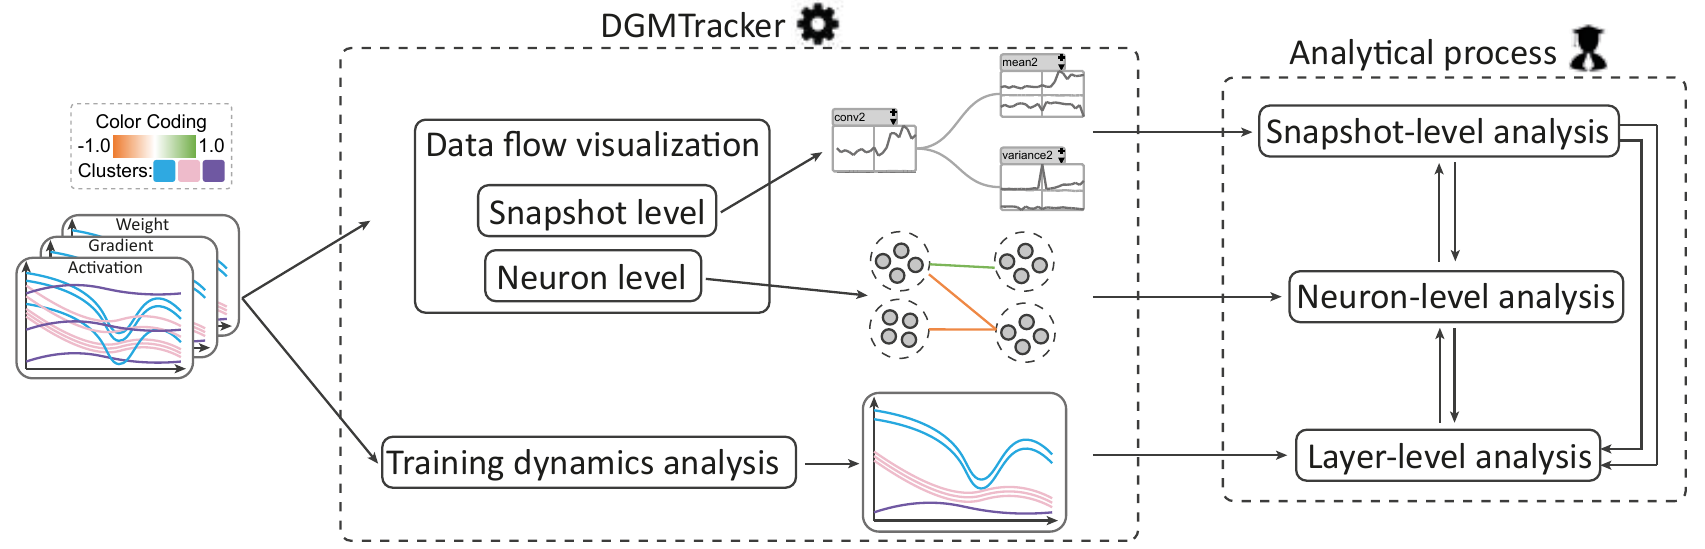 DGMTracker
Analytical process
Color Coding
-1.0 1.0
Clusters:
Weight
Gradient
Activation
Data flow visualization
Snapshot level
Neuron level
conv2
mean2
variance2
Training dynamics analysis
Snapshot-level analysis
Neuron-level analysis
Layer-level analysis